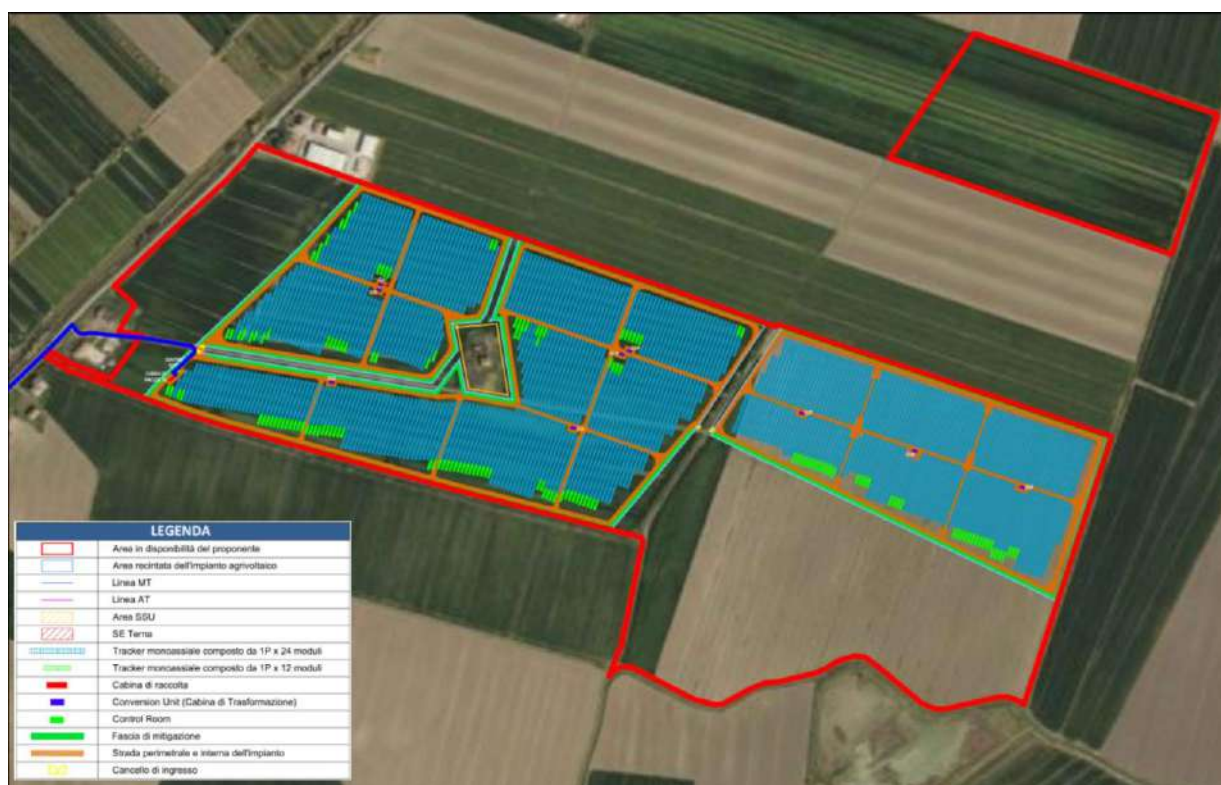 LEGENDA
Area in disponibilità del proponente
Area recintata dell'impianto agrivoltaico
Linea MT
Linea AT
Area SSU
SE Terna
Tracker monoassiale composto da 1P x 24 moduli
Tracker monoassiale composto da 1P x 12 moduli
Cabina di raccolta
Conversion Unit (Cabina di Trasformazione)
Control Room
Fascia di mitigazione
Strada perimetrale e interna dell'impianto
Cancello di ingresso